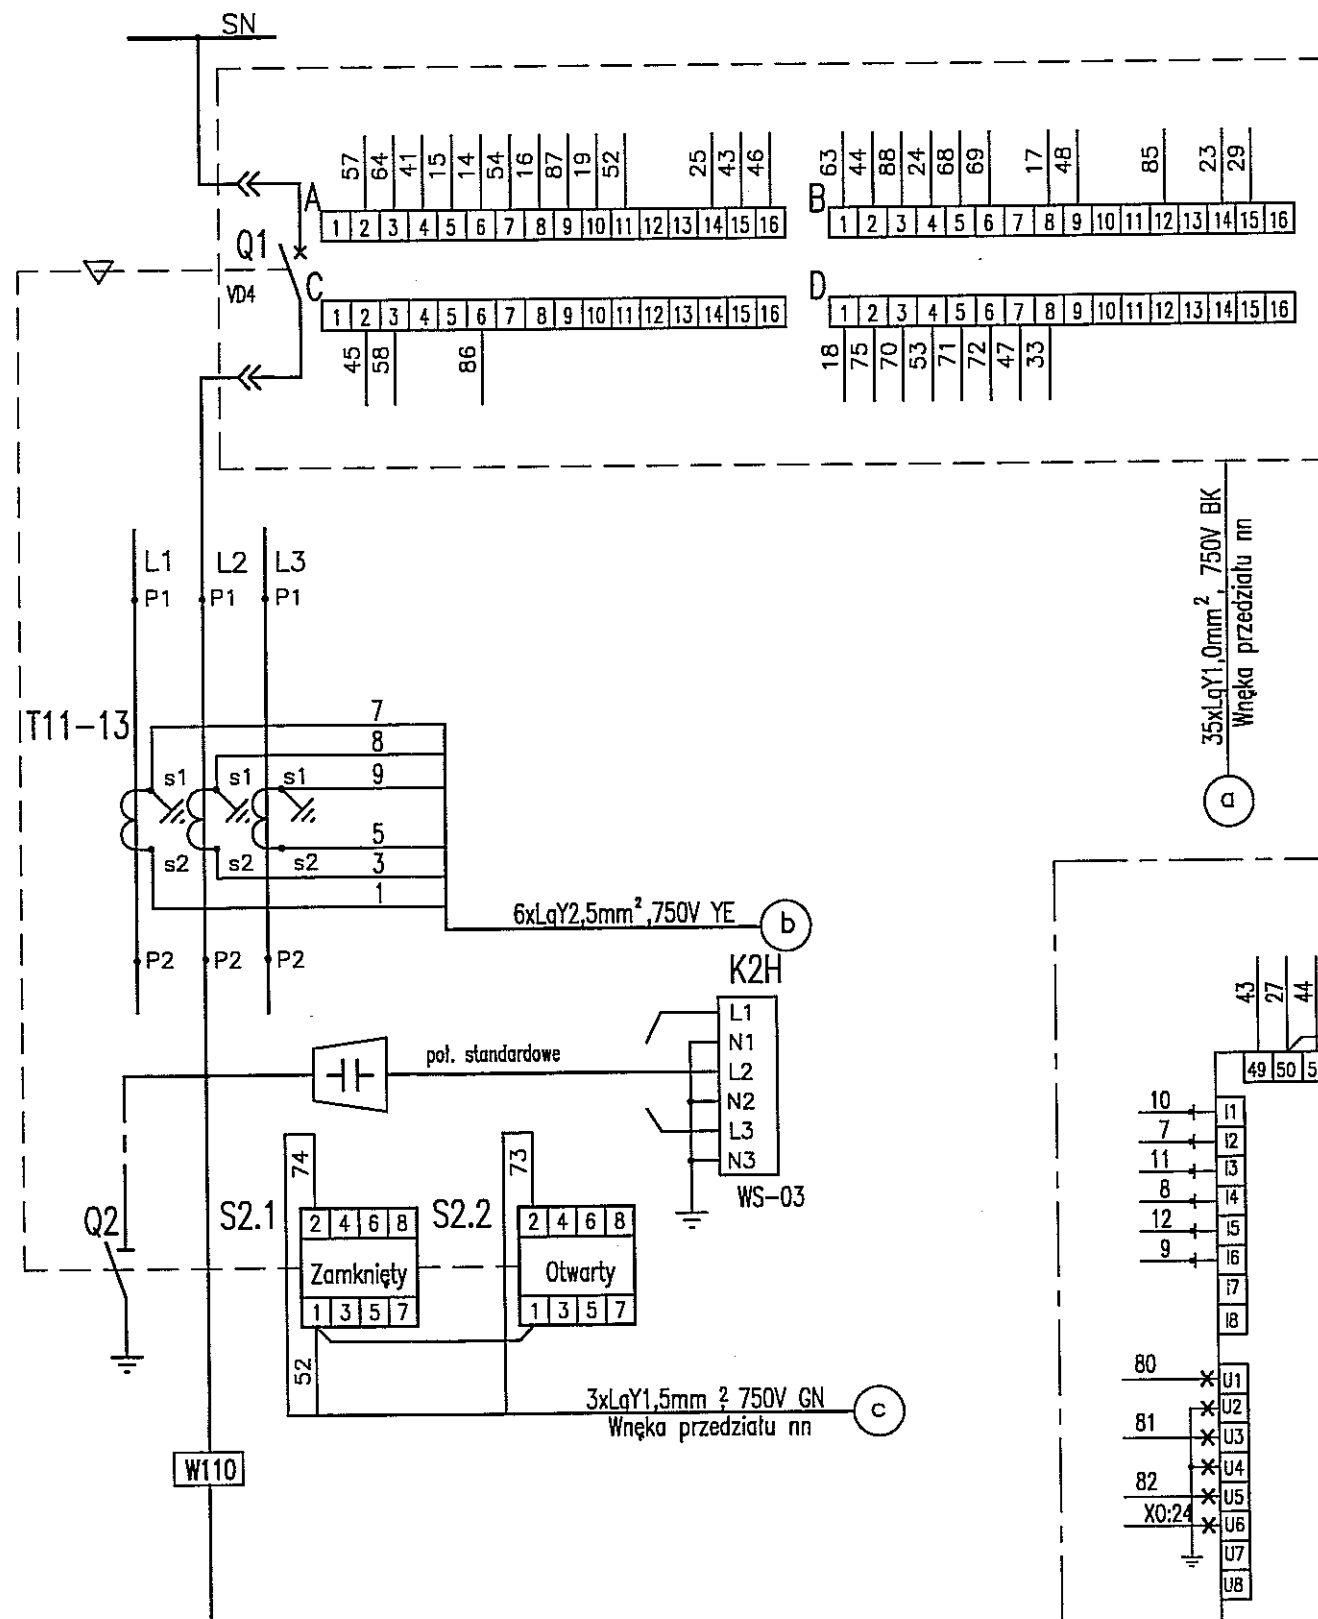 SN
57 64 41 15 14 54 16 87 19 52 25 43 46
63 44 88 24 68 69 17 48 85 23 29
A
1 2 3 4 5 6 7 8 9 10 11 12 13 14 15 16
B
1 2 3 4 5 6 7 8 9 10 11 12 13 14 15 16
Q1
VD4
C
1 2 3 4 5 6 7 8 9 10 11 12 13 14 15 16
D
1 2 3 4 5 6 7 8 9 10 11 12 13 14 15 16
45 58 86
18 75 70 53 71 72 47 33
35xLgY1,0mm², 750V BK
Wnęka przedziału nn
a
L1 L2 L3
P1 P1 P1
T11-13
7
8
9
s1 s1 s1
5
3
1
s2 s2 s2
6xLgY2,5mm²,750V YE
b
P2 P2 P2
K2H
L1
N1
L2
N2
L3
N3
WS-03
poł. standardowe
43 27 44
49 50 5
10 I1
7 I2
11 I3
8 I4
12 I5
9 I6
I7
I8
74
73
Q2
S2.1
2 4 6 8
Zamknięty
1 3 5 7
S2.2
2 4 6 8
Otwarty
1 3 5 7
52
3xLgY1,5mm², 750V GN
Wnęka przedziału nn
c
80 U1
U2
81 U3
U4
82 U5
X0:24 U6
U7
U8
W110